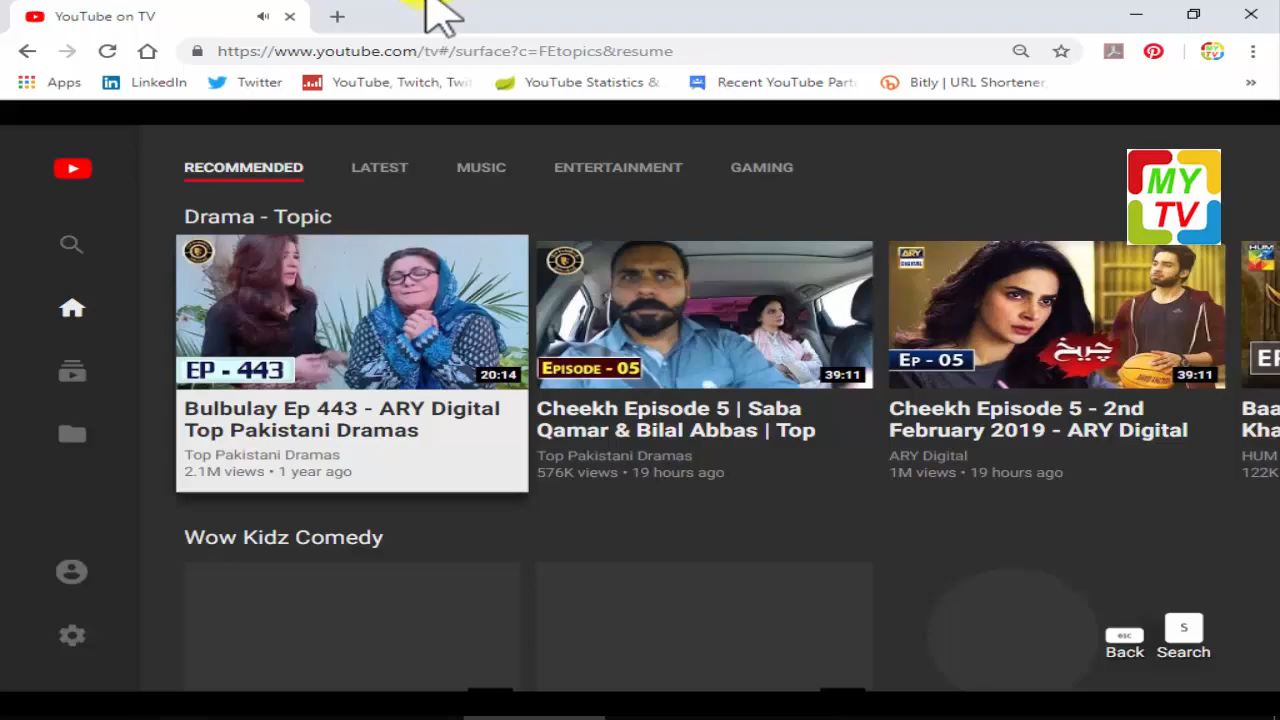 YouTube on TV
https://www.youtube.com/tv#/surface?c=FEtopics&resume
Apps
LinkedIn
Twitter
YouTube, Twitch, Twi
YouTube Statistics &
Recent YouTube Part
Bitly | URL Shortener
»
RECOMMENDED
LATEST
MUSIC
ENTERTAINMENT
GAMING
MY
TV
Drama - Topic
EP - 443
20:14
Bulbulay Ep 443 - ARY Digital
Top Pakistani Dramas
Top Pakistani Dramas
2.1M views • 1 year ago
EPISODE - 05
39:11
Cheekh Episode 5 | Saba
Qamar & Bilal Abbas | Top
Top Pakistani Dramas
576K views • 19 hours ago
ARY
DIGITAL
چیخ
EP - 05
39:11
Cheekh Episode 5 - 2nd
February 2019 - ARY Digital
ARY Digital
1M views • 19 hours ago
HUM
EP
Baa
Kha
HUM
122K
Wow Kidz Comedy
esc
Back
S
Search